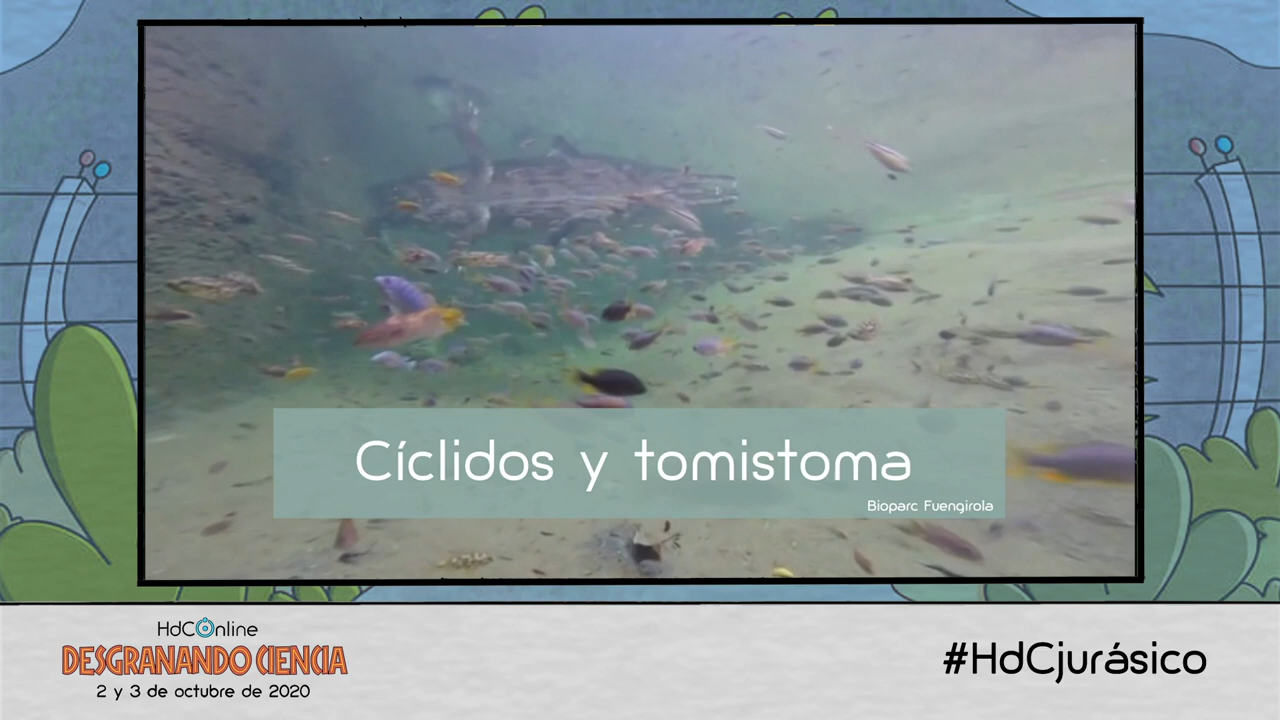 Cíclidos y tomistoma
Bioparc Fuengirola
HdCOnline
DESGRANANDO CIENCIA
2 y 3 de octubre de 2020
#HdCjurásico